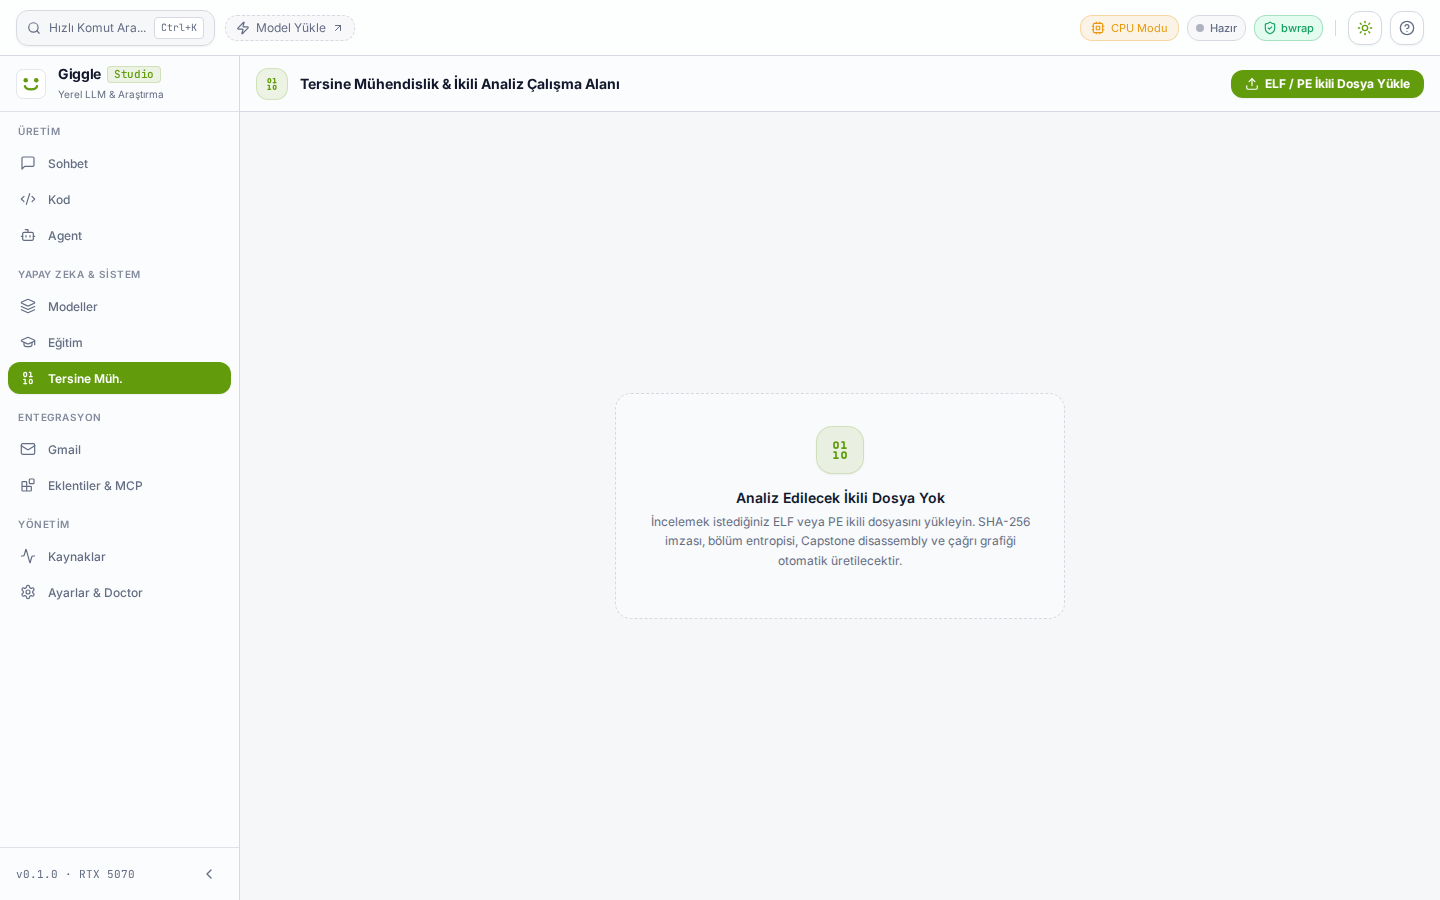 Hızlı Komut Ara...
Ctrl+K
Model Yükle
CPU Modu
Hazır
bwrap
Giggle
Studio
Yerel LLM & Araştırma
Tersine Mühendislik & İkili Analiz Çalışma Alanı
ELF / PE İkili Dosya Yükle
ÜRETİM
Sohbet
Kod
Agent
YAPAY ZEKA & SİSTEM
Modeller
Eğitim
Tersine Müh.
ENTEGRASYON
Gmail
Eklentiler & MCP
YÖNETİM
Kaynaklar
Ayarlar & Doctor
01
10
Analiz Edilecek İkili Dosya Yok
İncelemek istediğiniz ELF veya PE ikili dosyasını yükleyin. SHA-256
imzası, bölüm entropisi, Capstone disassembly ve çağrı grafiği
otomatik üretilecektir.
v0.1.0 · RTX 5070